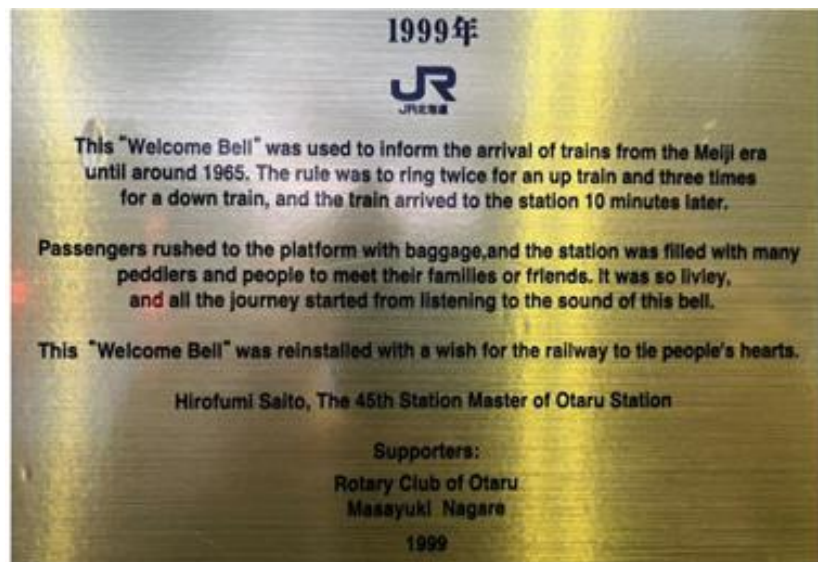 1999年
JR
JR北海道
This "Welcome Bell" was used to inform the arrival of trains from the Meiji era
until around 1965. The rule was to ring twice for an up train and three times
for a down train, and the train arrived to the station 10 minutes later.
Passengers rushed to the platform with baggage,and the station was filled with many
peddlers and people to meet their families or friends. It was so livley,
and all the journey started from listening to the sound of this bell.
This "Welcome Bell" was reinstalled with a wish for the railway to tie people's hearts.
Hirofumi Saito, The 45th Station Master of Otaru Station
Supporters:
Rotary Club of Otaru
Masayuki Nagare
1999